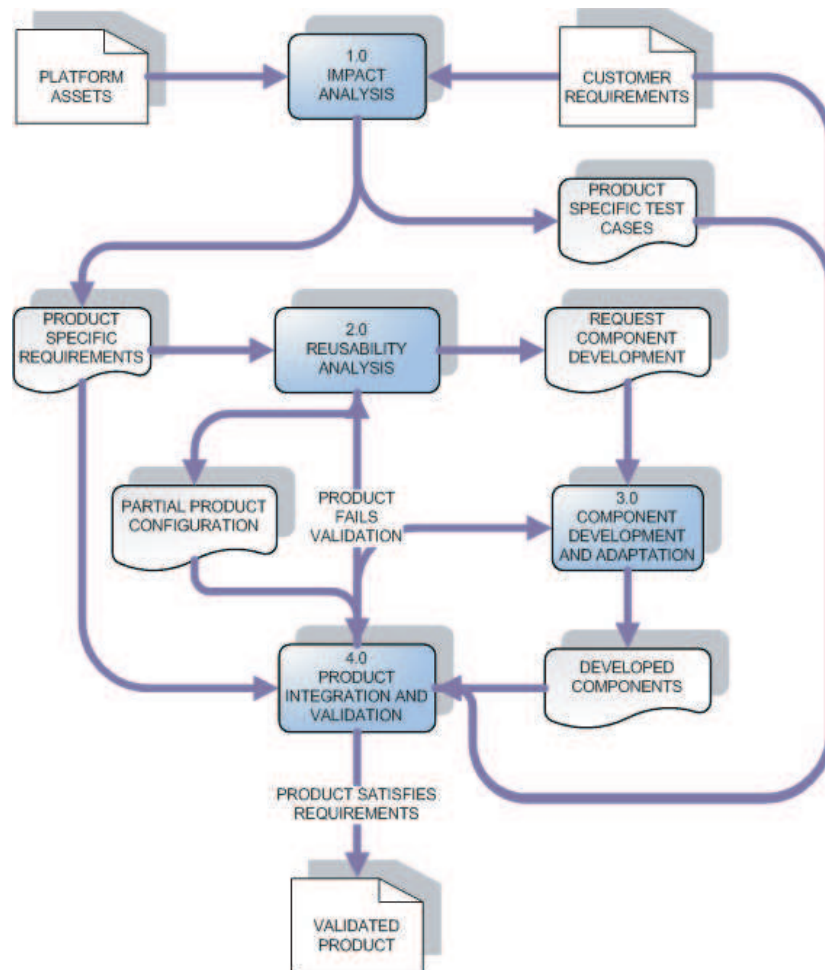 PLATFORM
ASSETS
1.0
IMPACT
ANALYSIS
CUSTOMER
REQUIREMENTS
PRODUCT
SPECIFIC TEST
CASES
PRODUCT
SPECIFIC
REQUIREMENTS
2.0
REUSABILITY
ANALYSIS
REQUEST
COMPONENT
DEVELOPMENT
PARTIAL PRODUCT
CONFIGURATION
PRODUCT
FAILS
VALIDATION
3.0
COMPONENT
DEVELOPMENT
AND ADAPTATION
4.0
PRODUCT
INTEGRATION AND
VALIDATION
DEVELOPED
COMPONENTS
PRODUCT SATISFIES
REQUIREMENTS
VALIDATED
PRODUCT